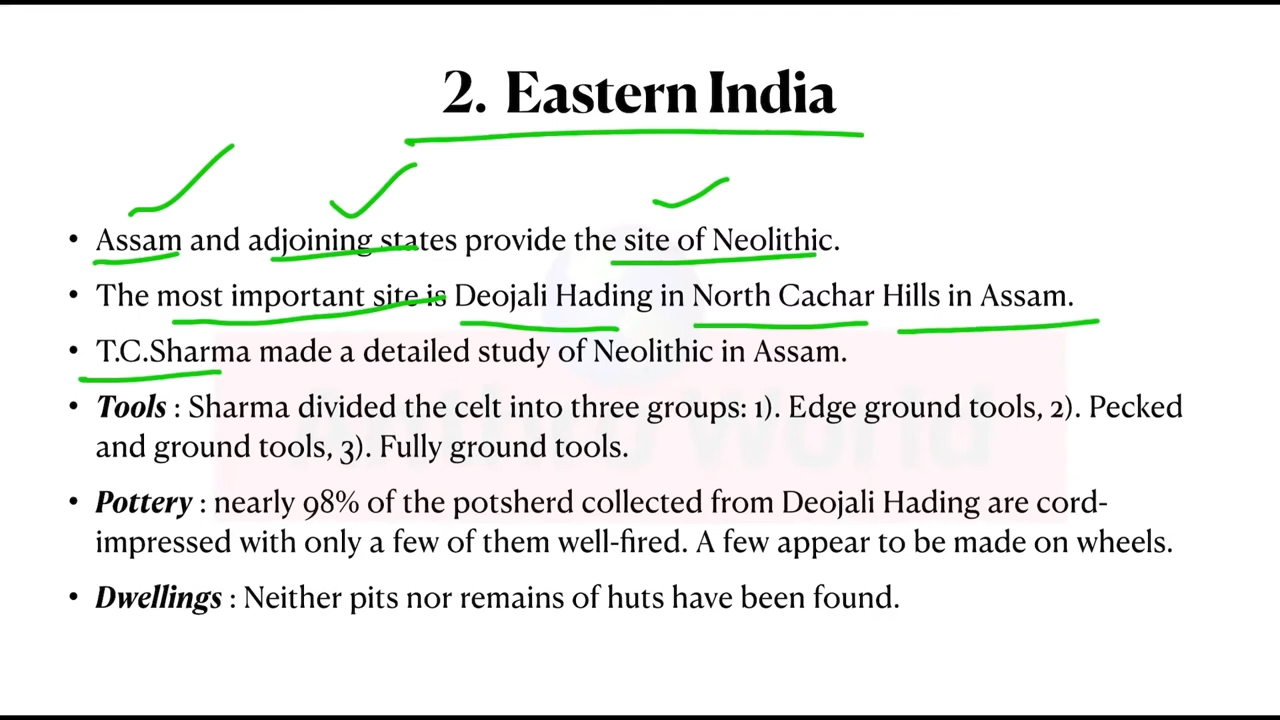 2. Eastern India
• Assam and adjoining states provide the site of Neolithic.
• The most important site is Deojali Hading in North Cachar Hills in Assam.
• T.C.Sharma made a detailed study of Neolithic in Assam.
• Tools : Sharma divided the celt into three groups: 1). Edge ground tools, 2). Pecked
and ground tools, 3). Fully ground tools.
• Pottery : nearly 98% of the potsherd collected from Deojali Hading are cord-
impressed with only a few of them well-fired. A few appear to be made on wheels.
• Dwellings : Neither pits nor remains of huts have been found.